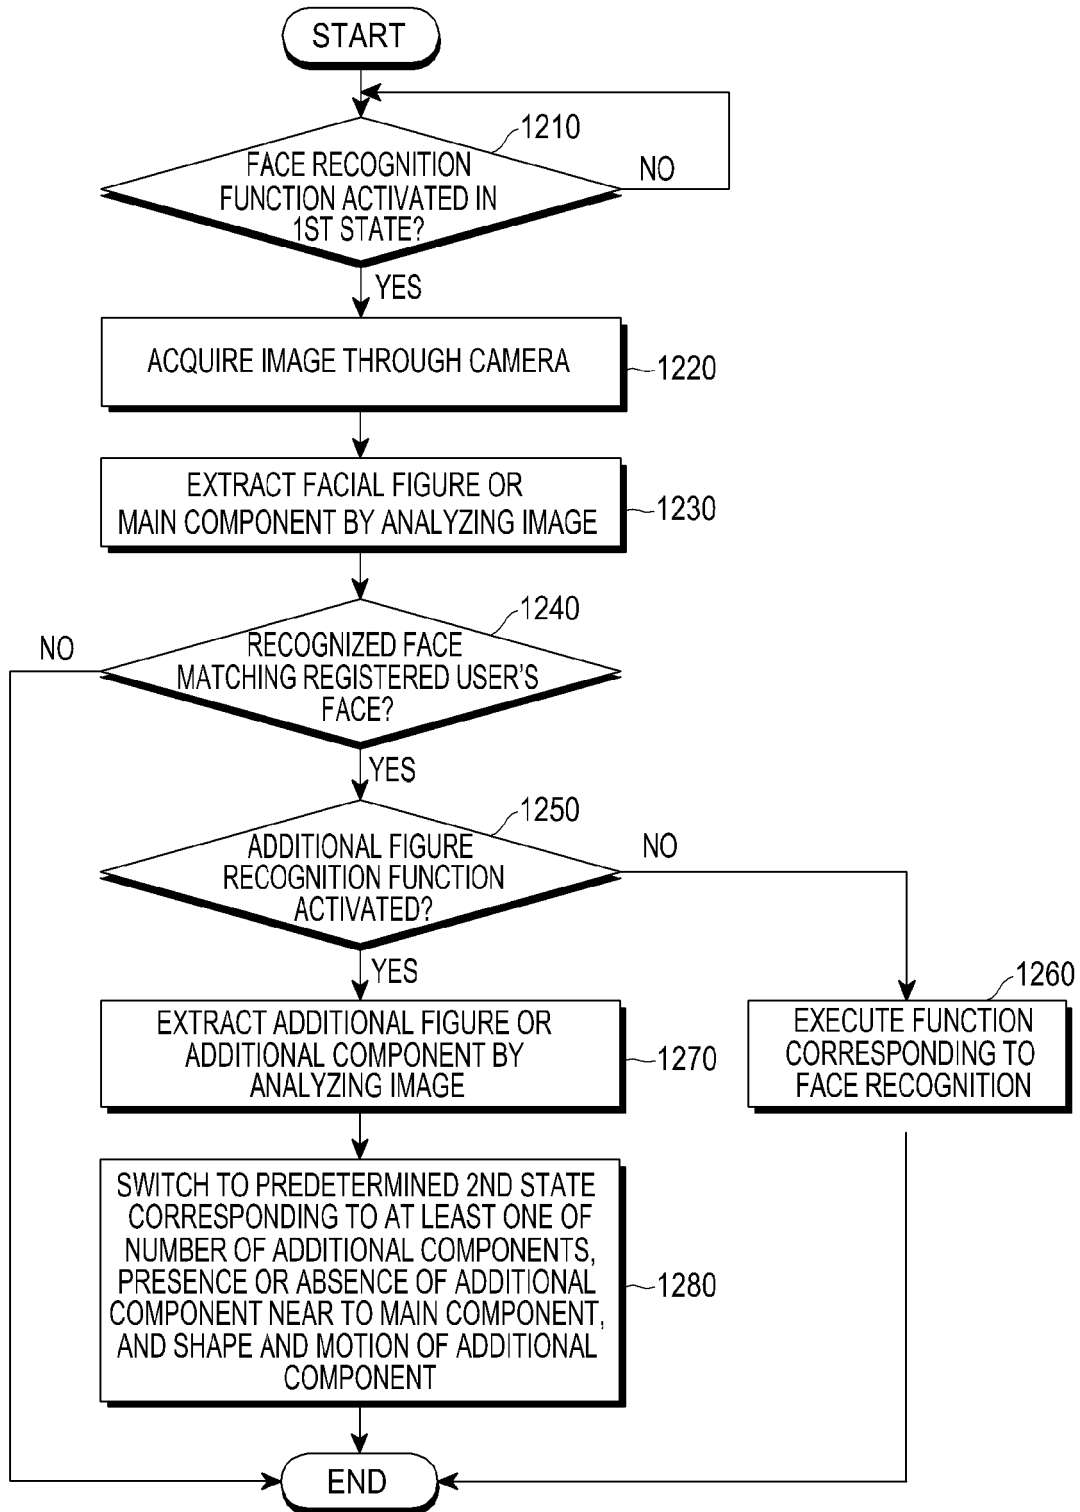 START
1210
FACE RECOGNITION
FUNCTION ACTIVATED IN
1ST STATE?
NO
YES
ACQUIRE IMAGE THROUGH CAMERA
1220
EXTRACT FACIAL FIGURE OR
MAIN COMPONENT BY ANALYZING IMAGE
1230
1240
NO
RECOGNIZED FACE
MATCHING REGISTERED USER'S
FACE?
YES
1250
ADDITIONAL FIGURE
RECOGNITION FUNCTION
ACTIVATED?
NO
YES
1260
EXECUTE FUNCTION
CORRESPONDING TO
FACE RECOGNITION
EXTRACT ADDITIONAL FIGURE OR
ADDITIONAL COMPONENT BY
ANALYZING IMAGE
1270
SWITCH TO PREDETERMINED 2ND STATE
CORRESPONDING TO AT LEAST ONE OF
NUMBER OF ADDITIONAL COMPONENTS,
PRESENCE OR ABSENCE OF ADDITIONAL
COMPONENT NEAR TO MAIN COMPONENT,
AND SHAPE AND MOTION OF ADDITIONAL
COMPONENT
1280
END